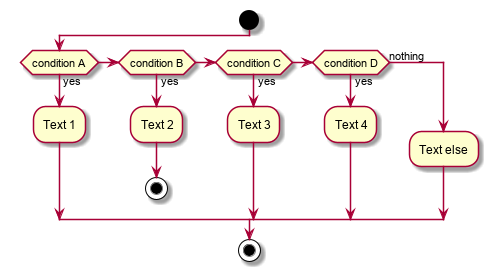 condition A
condition B
condition C
condition D
nothing
yes
yes
yes
yes
Text 1
Text 2
Text 3
Text 4
Text else